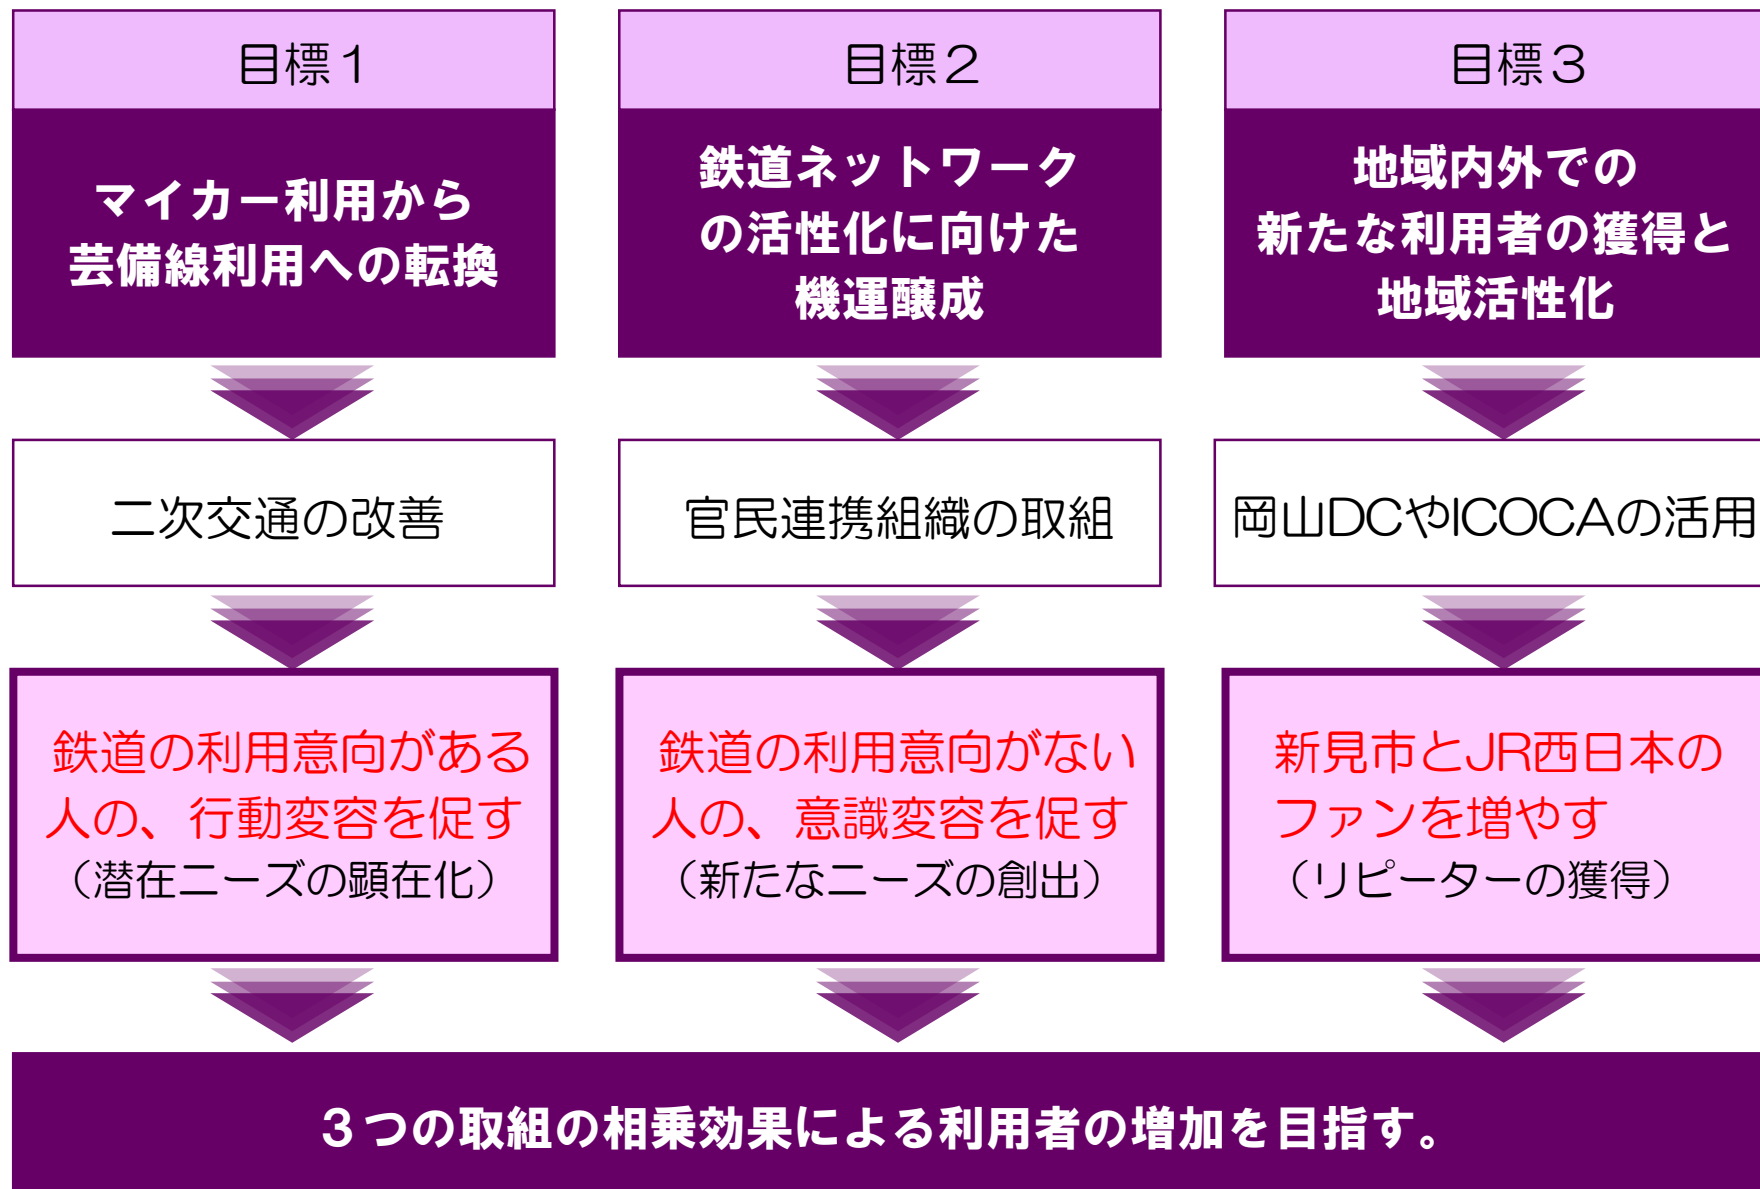 目標１
マイカー利用から
芸備線利用への転換
二次交通の改善
鉄道の利用意向がある
人の、行動変容を促す
（潜在ニーズの顕在化）
目標２
鉄道ネットワーク
の活性化に向けた
機運醸成
官民連携組織の取組
鉄道の利用意向がない
人の、意識変容を促す
（新たなニーズの創出）
目標３
地域内外での
新たな利用者の獲得と
地域活性化
岡山DCやICOCAの活用
新見市とJR西日本の
ファンを増やす
（リピーターの獲得）
３つの取組の相乗効果による利用者の増加を目指す。